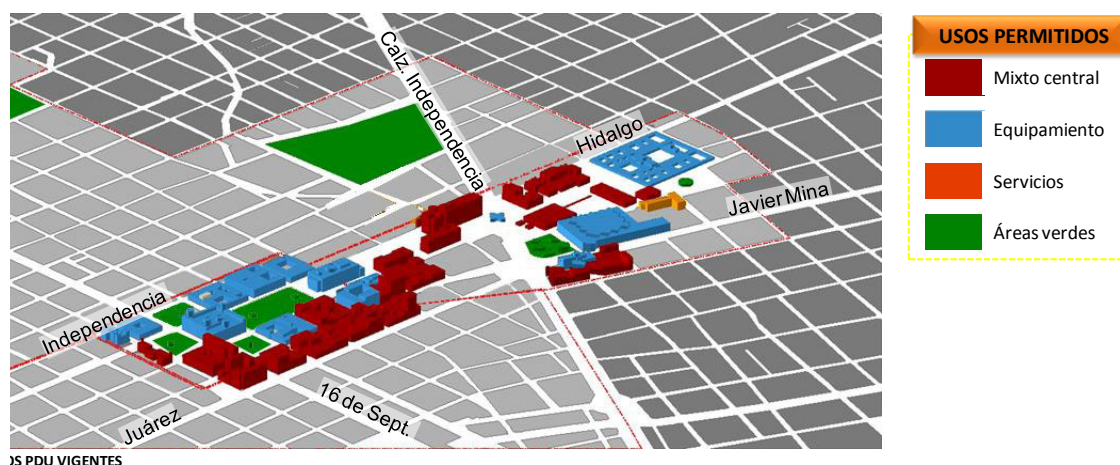 Calz. Independencia
Hidalgo
Javier Mina
Independencia
Juárez
16 de Sept.
USOS PERMITIDOS
Mixto central
Equipamiento
Servicios
Áreas verdes
OS PDU VIGENTES